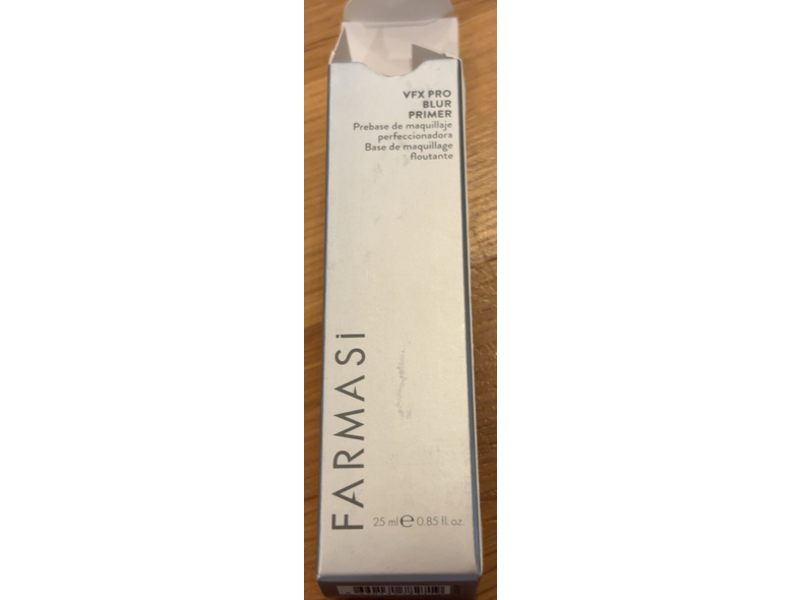 VFX PRO
BLUR
PRIMER
Prebase de maquillaje
perfeccionadora
Base de maquillage
floutante
FARMASi
25 ml ℮ 0.85 fl. oz.